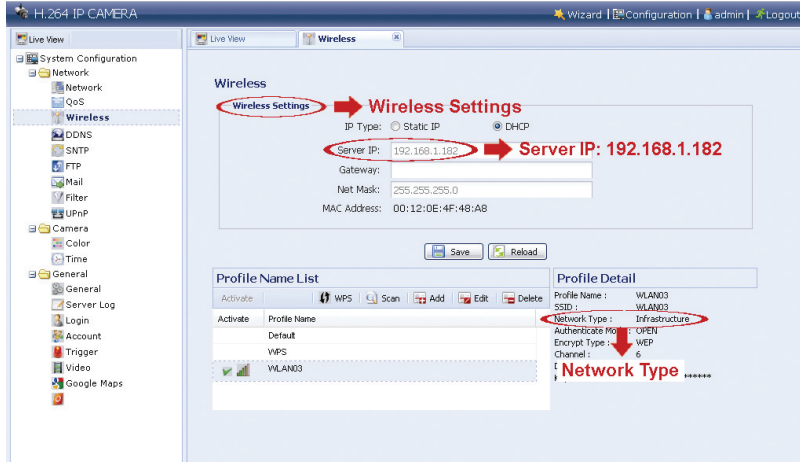 H.264 IP CAMERA
Wizard | Configuration | admin | Logout
Live View
System Configuration
Network
Network
QoS
Wireless
DDNS
SNTP
FTP
Mail
Filter
UPnP
Camera
Color
Time
General
General
Server Log
Login
Account
Trigger
Video
Google Maps
Live View
Wireless
Wireless
Wireless Settings
Wireless Settings
IP Type: Static IP DHCP
Server IP: 192.168.1.182
Server IP: 192.168.1.182
Gateway:
Net Mask: 255.255.255.0
MAC Address: 00:12:0E:4F:48:A8
Save Reload
Profile Name List
Activate WPS Scan Add Edit Delete
Activate Profile Name
Default
WPS
WLAN03
Profile Detail
Profile Name : WLAN03
SSID : WLAN03
Network Type : Infrastructure
Authenticate : OPEN
Encrypt Type : WEP
Channel : 6
Network Type
******